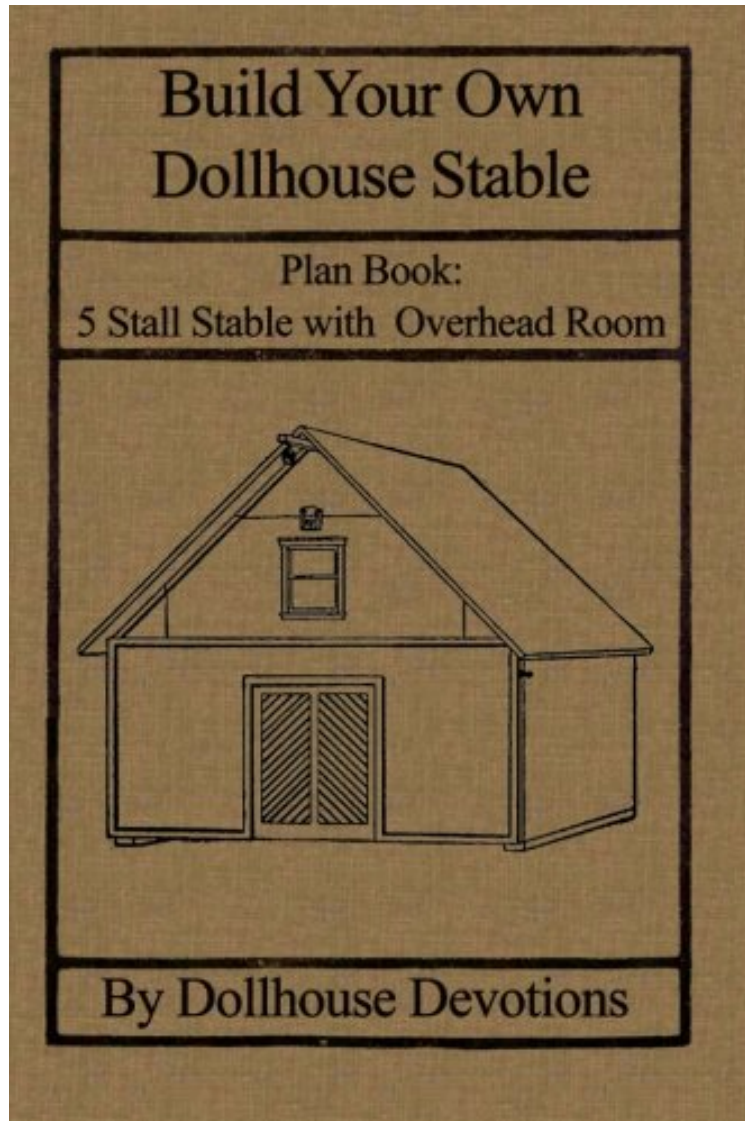 Build Your Own
Dollhouse Stable
Plan Book:
5 Stall Stable with Overhead Room
By Dollhouse Devotions